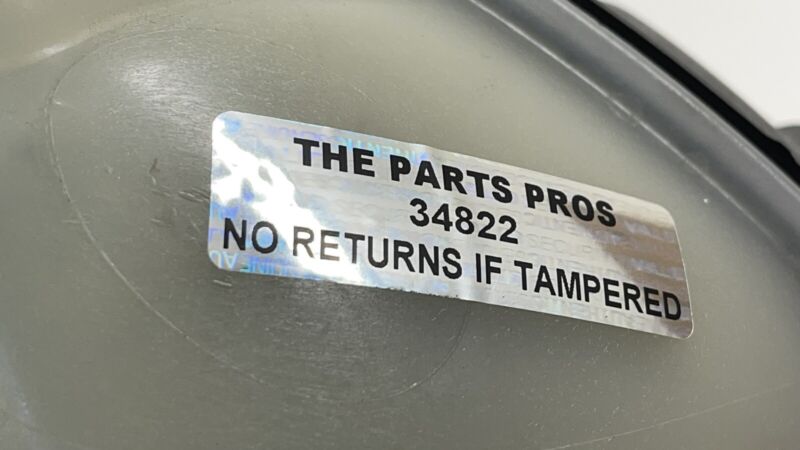 THE PARTS PROS
34822
NO RETURNS IF TAMPERED